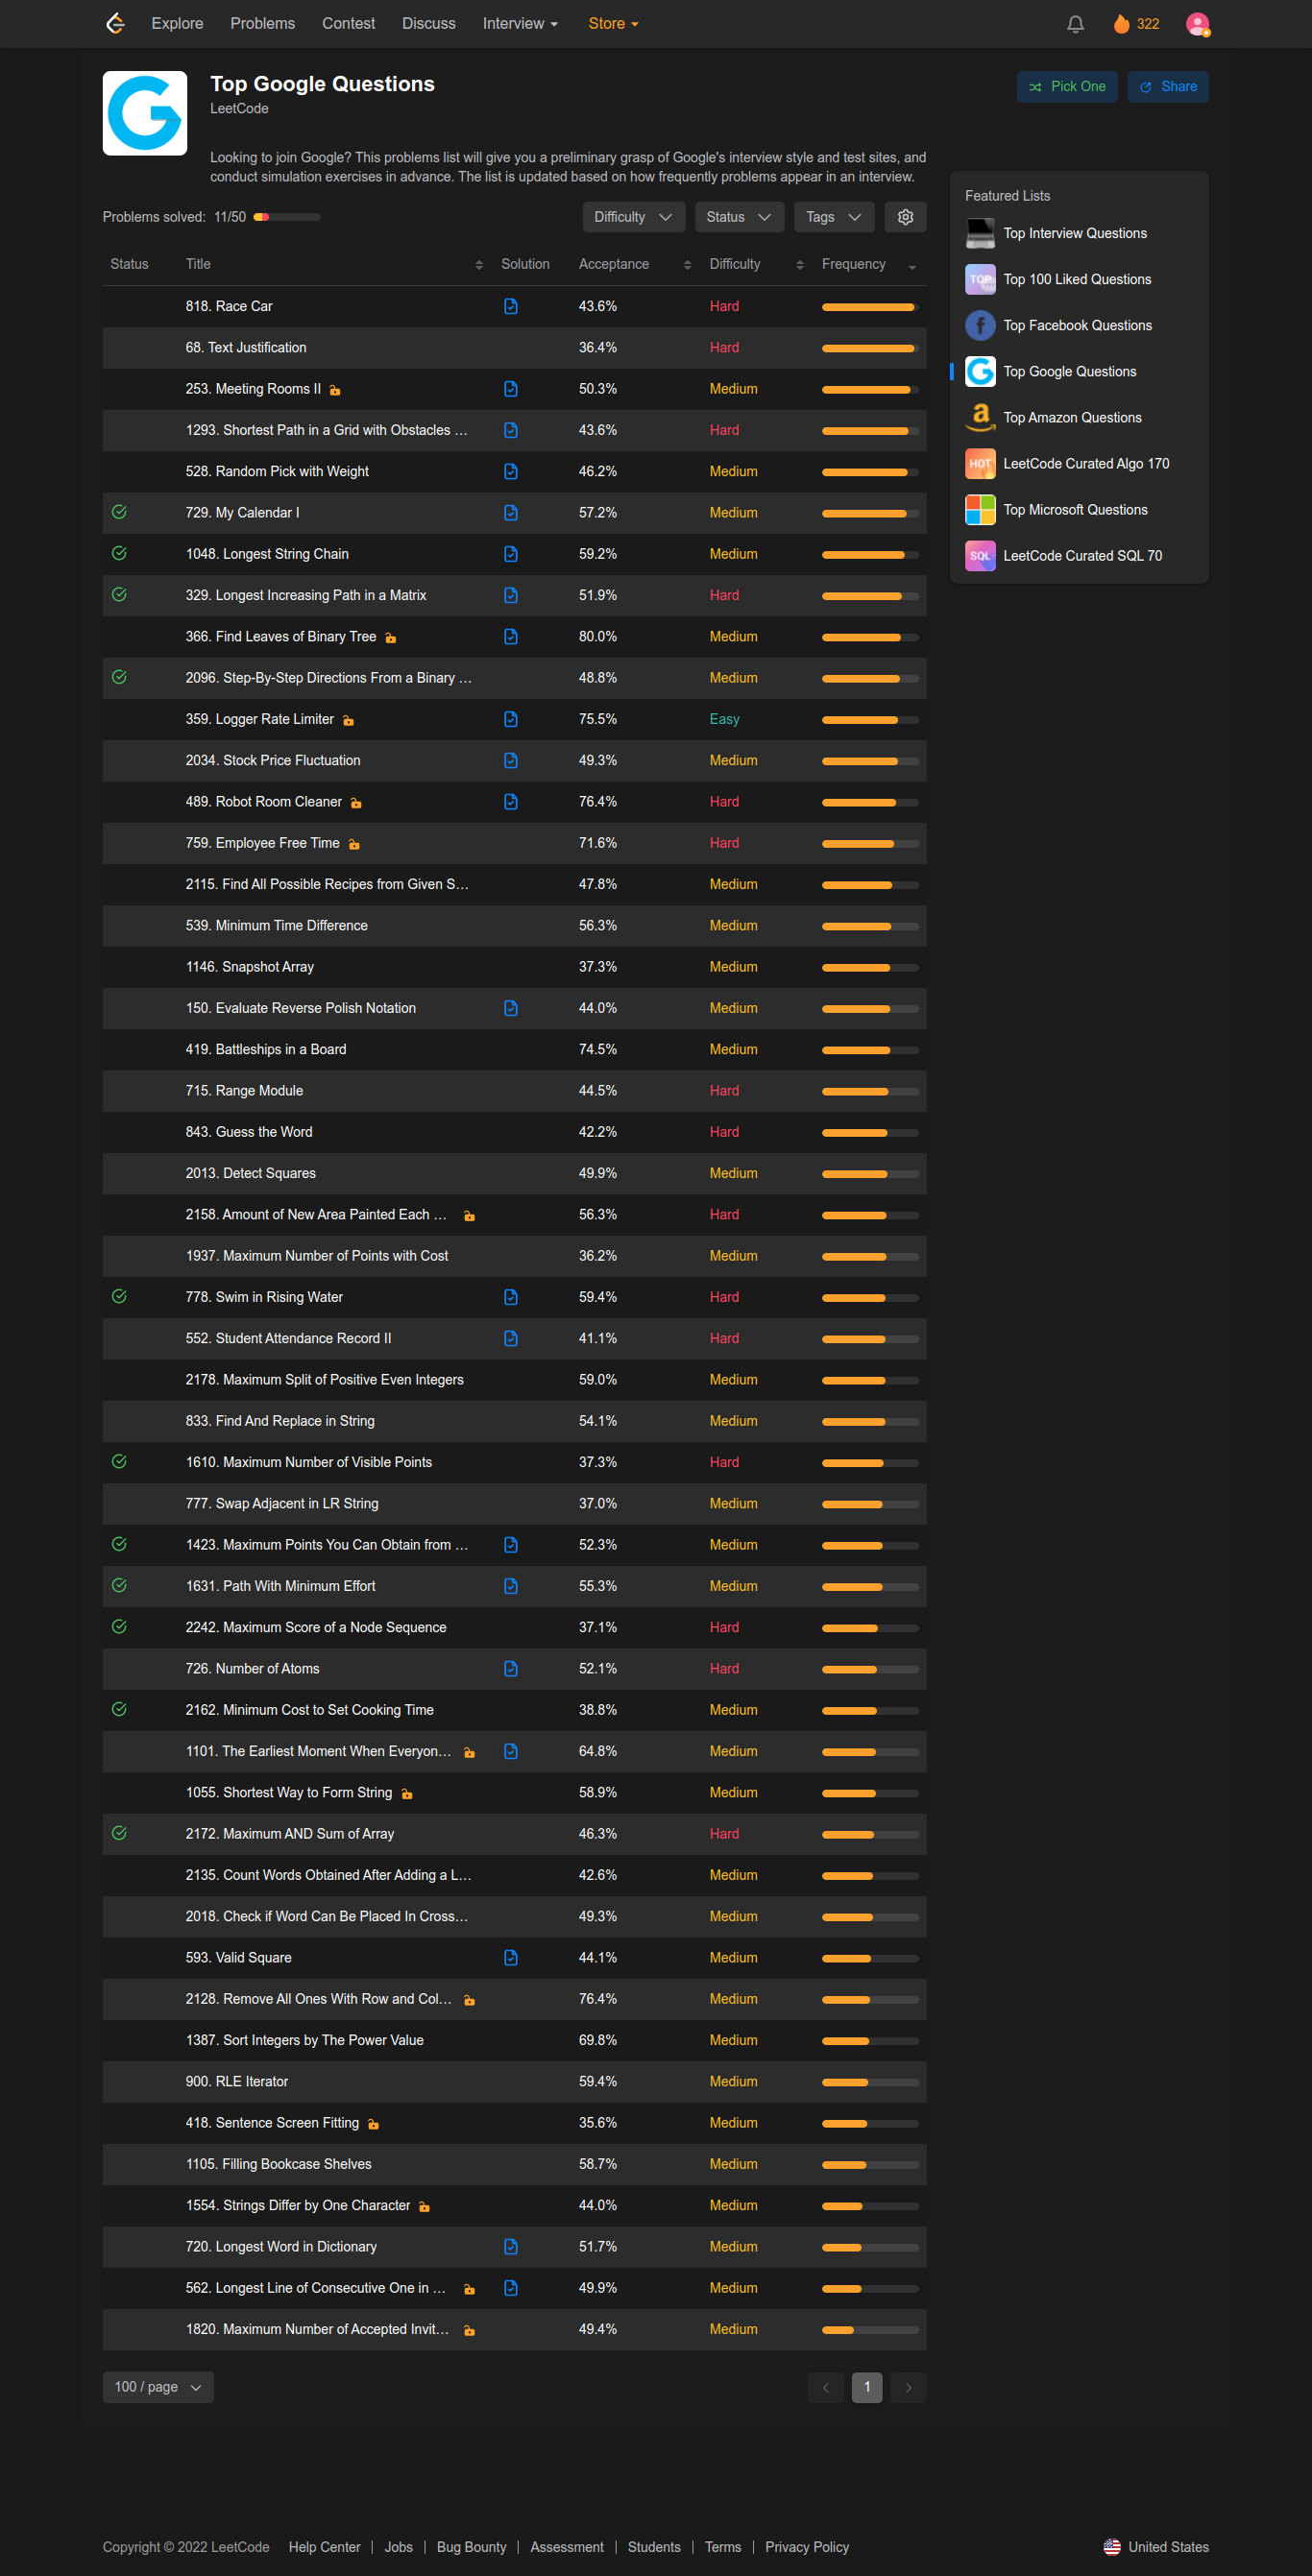 Explore Problems Contest Discuss Interview Store 322
Top Google Questions
LeetCode
Pick One Share
Looking to join Google? This problems list will give you a preliminary grasp of Google's interview style and test sites, and
conduct simulation exercises in advance. The list is updated based on how frequently problems appear in an interview.
Problems solved: 11/50 Difficulty Status Tags
Status Title Solution Acceptance Difficulty Frequency
818. Race Car 43.6% Hard
68. Text Justification 36.4% Hard
253. Meeting Rooms II 50.3% Medium
1293. Shortest Path in a Grid with Obstacles ... 43.6% Hard
528. Random Pick with Weight 46.2% Medium
729. My Calendar I 57.2% Medium
1048. Longest String Chain 59.2% Medium
329. Longest Increasing Path in a Matrix 51.9% Hard
366. Find Leaves of Binary Tree 80.0% Medium
2096. Step-By-Step Directions From a Binary ... 48.8% Medium
359. Logger Rate Limiter 75.5% Easy
2034. Stock Price Fluctuation 49.3% Medium
489. Robot Room Cleaner 76.4% Hard
759. Employee Free Time 71.6% Hard
2115. Find All Possible Recipes from Given S... 47.8% Medium
539. Minimum Time Difference 56.3% Medium
1146. Snapshot Array 37.3% Medium
150. Evaluate Reverse Polish Notation 44.0% Medium
419. Battleships in a Board 74.5% Medium
715. Range Module 44.5% Hard
843. Guess the Word 42.2% Hard
2013. Detect Squares 49.9% Medium
2158. Amount of New Area Painted Each ... 56.3% Hard
1937. Maximum Number of Points with Cost 36.2% Medium
778. Swim in Rising Water 59.4% Hard
552. Student Attendance Record II 41.1% Hard
2178. Maximum Split of Positive Even Integers 59.0% Medium
833. Find And Replace in String 54.1% Medium
1610. Maximum Number of Visible Points 37.3% Hard
777. Swap Adjacent in LR String 37.0% Medium
1423. Maximum Points You Can Obtain from ... 52.3% Medium
1631. Path With Minimum Effort 55.3% Medium
2242. Maximum Score of a Node Sequence 37.1% Hard
726. Number of Atoms 52.1% Hard
2162. Minimum Cost to Set Cooking Time 38.8% Medium
1101. The Earliest Moment When Everyon... 64.8% Medium
1055. Shortest Way to Form String 58.9% Medium
2172. Maximum AND Sum of Array 46.3% Hard
2135. Count Words Obtained After Adding a L... 42.6% Medium
2018. Check if Word Can Be Placed In Cross... 49.3% Medium
593. Valid Square 44.1% Medium
2128. Remove All Ones With Row and Col... 76.4% Medium
1387. Sort Integers by The Power Value 69.8% Medium
900. RLE Iterator 59.4% Medium
418. Sentence Screen Fitting 35.6% Medium
1105. Filling Bookcase Shelves 58.7% Medium
1554. Strings Differ by One Character 44.0% Medium
720. Longest Word in Dictionary 51.7% Medium
562. Longest Line of Consecutive One in ... 49.9% Medium
1820. Maximum Number of Accepted Invit... 49.4% Medium
100 / page 1
Featured Lists
Top Interview Questions
TOP Top 100 Liked Questions
Top Facebook Questions
Top Google Questions
Top Amazon Questions
HOT LeetCode Curated Algo 170
Top Microsoft Questions
SQL LeetCode Curated SQL 70
Copyright © 2022 LeetCode Help Center | Jobs | Bug Bounty | Assessment | Students | Terms | Privacy Policy United States